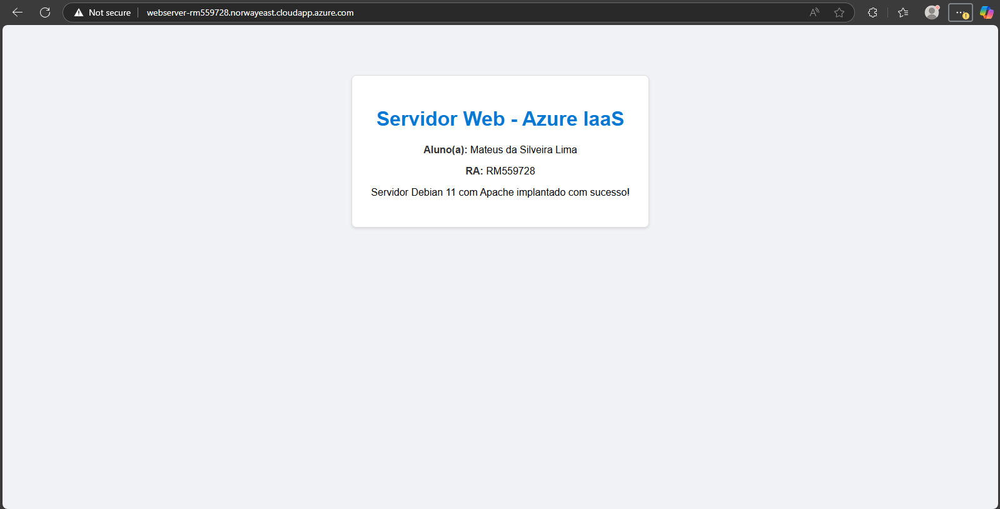 Not secure webserver-rm559728.norwayeast.cloudapp.azure.com
Servidor Web - Azure IaaS
Aluno(a): Mateus da Silveira Lima
RA: RM559728
Servidor Debian 11 com Apache implantado com sucesso!